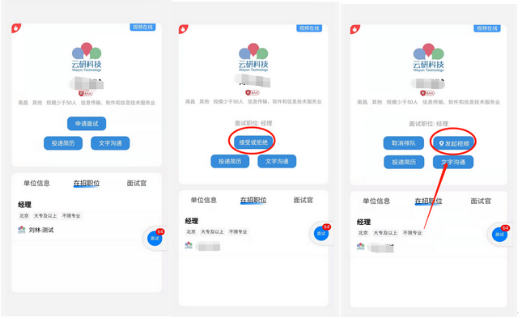 视频在线
云研科技
南昌 其他 规模少于50人 信息传输、软件和信息技术服务业
申请面试
投递简历
文字沟通
单位信息
在招职位
面试官
经理
北京 大专及以上 不限专业
刘林-测试
面试
64
视频在线
云研科技
南昌 其他 规模少于50人 信息传输、软件和信息技术服务业
面试职位: 经理
接受或拒绝
投递简历
文字沟通
单位信息
在招职位
面试官
经理
北京 大专及以上 不限专业
面试
64
视频在线
云研科技
南昌 其他 规模少于50人 信息传输、软件和信息技术服务业
面试职位: 经理
取消排队
发起视频
投递简历
文字沟通
单位信息
在招职位
面试官
经理
北京 大专及以上 不限专业
面试
64